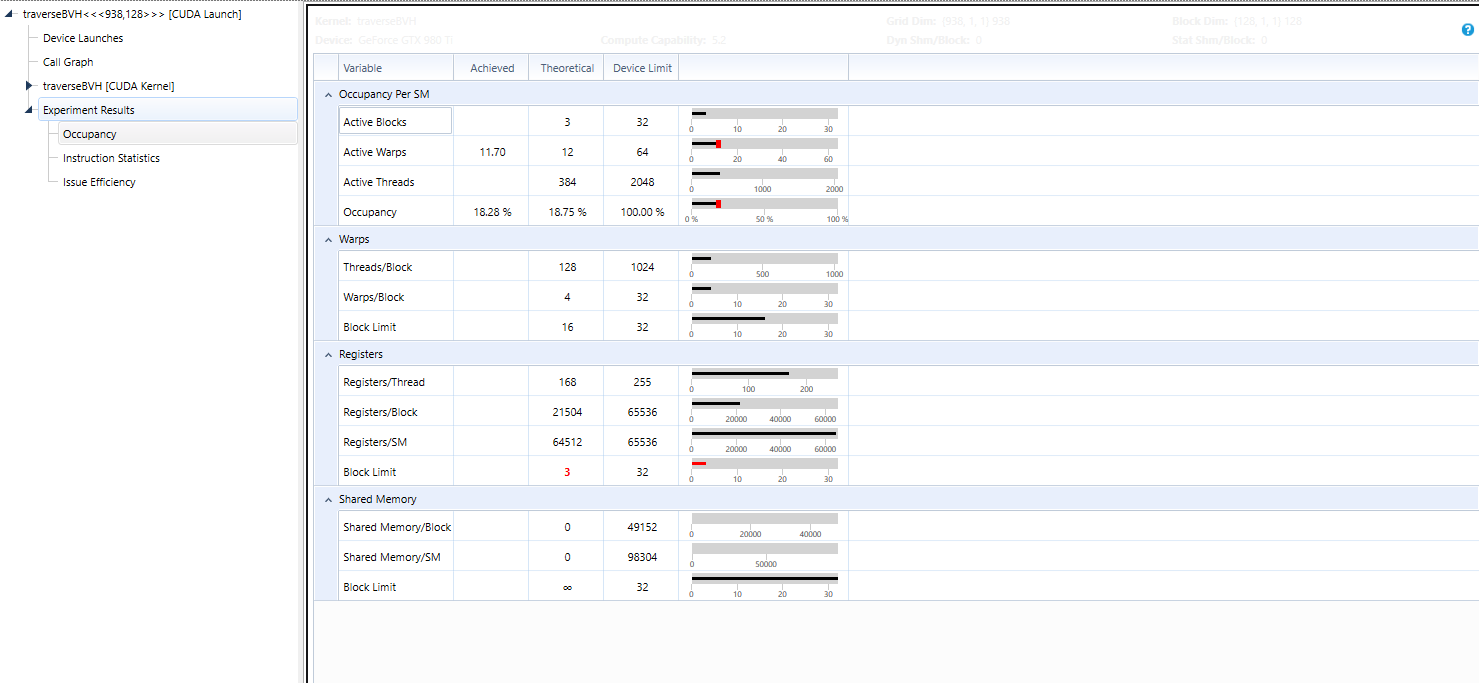 traverseBVH<<<938,128>>> [CUDA Launch]
Device Launches
Call Graph
traverseBVH [CUDA Kernel]
Experiment Results
Occupancy
Instruction Statistics
Issue Efficiency
Kernel: traverseBVH Grid Dim: (938, 1, 1) 938 Block Dim: (128, 1, 1) 128
Device: GeForce GTX 980 Ti Compute Capability: 5.2 Dyn Shm/Block: 0 Stat Shm/Block: 0
?
Variable Achieved Theoretical Device Limit
Occupancy Per SM
Active Blocks 3 32
0 10 20 30
Active Warps 11.70 12 64
0 20 40 60
Active Threads 384 2048
0 1000 2000
Occupancy 18.28 % 18.75 % 100.00 %
0 % 50 % 100 %
Warps
Threads/Block 128 1024
0 500 1000
Warps/Block 4 32
0 10 20 30
Block Limit 16 32
0 10 20 30
Registers
Registers/Thread 168 255
0 100 200
Registers/Block 21504 65536
0 20000 40000 60000
Registers/SM 64512 65536
0 20000 40000 60000
Block Limit 3 32
0 10 20 30
Shared Memory
Shared Memory/Block 0 49152
0 20000 40000
Shared Memory/SM 0 98304
0 50000
Block Limit ∞ 32
0 10 20 30